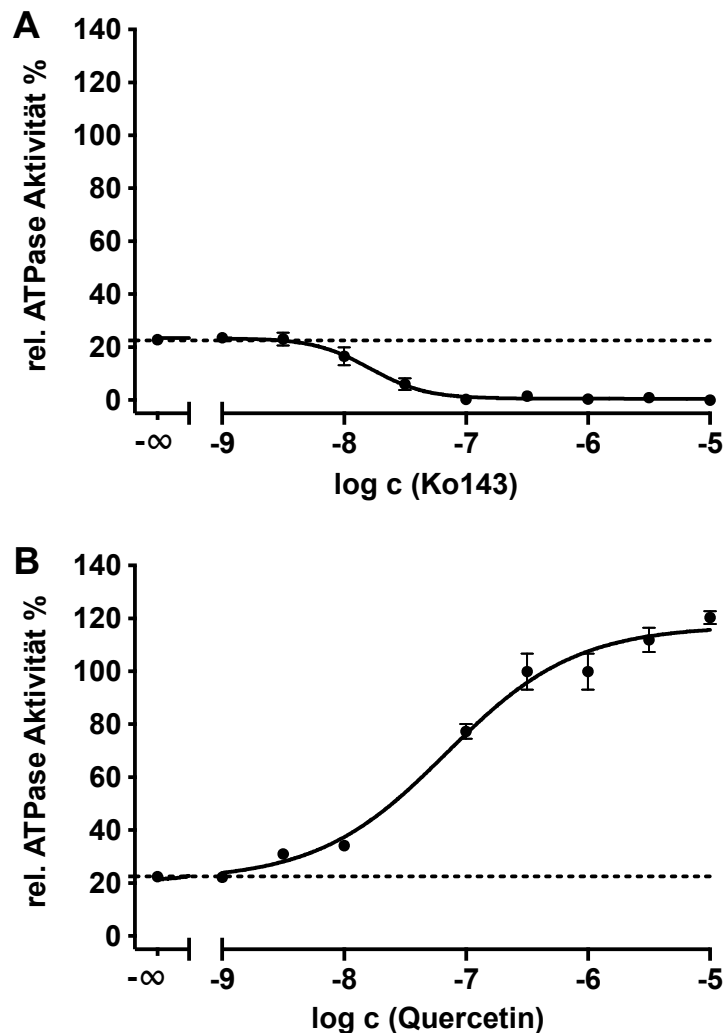 A
rel. ATPase Aktivität %
140
120
100
80
60
40
20
0
-∞ -9 -8 -7 -6 -5
log c (Ko143)
B
rel. ATPase Aktivität %
140
120
100
80
60
40
20
0
-∞ -9 -8 -7 -6 -5
log c (Quercetin)